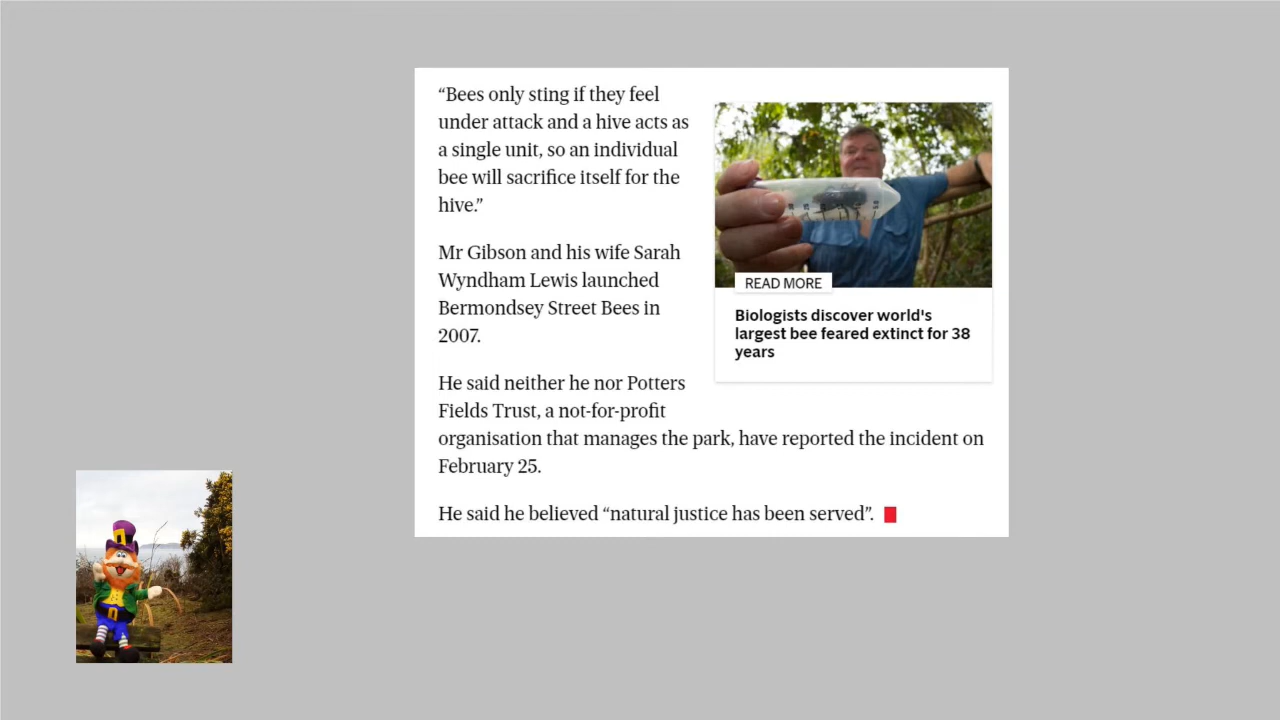 “Bees only sting if they feel
under attack and a hive acts as
a single unit, so an individual
bee will sacrifice itself for the
hive.”
Mr Gibson and his wife Sarah
Wyndham Lewis launched
Bermondsey Street Bees in
2007.
He said neither he nor Potters
Fields Trust, a not-for-profit
organisation that manages the park, have reported the incident on
February 25.
He said he believed “natural justice has been served”.
READ MORE
Biologists discover world's
largest bee feared extinct for 38
years